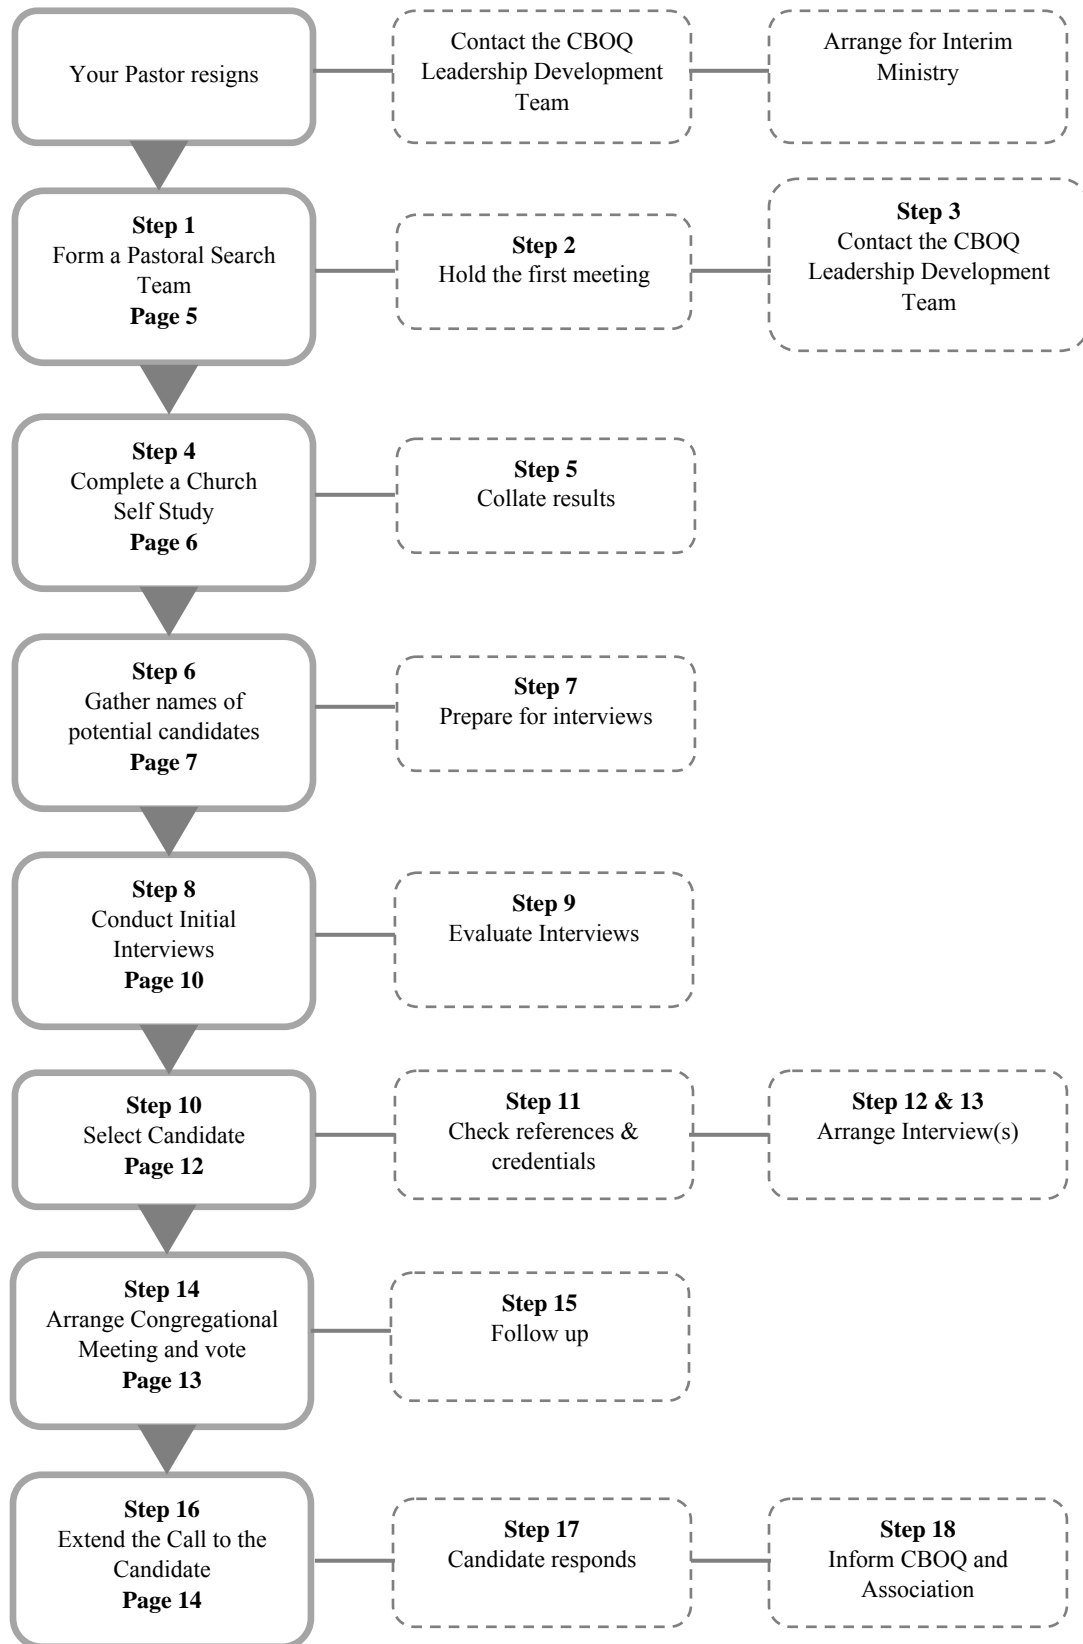 Your Pastor resigns
Contact the CBOQ
Leadership Development
Team
Arrange for Interim
Ministry
Step 1
Form a Pastoral Search
Team
Page 5
Step 2
Hold the first meeting
Step 3
Contact the CBOQ
Leadership Development
Team
Step 4
Complete a Church
Self Study
Page 6
Step 5
Collate results
Step 6
Gather names of
potential candidates
Page 7
Step 7
Prepare for interviews
Step 8
Conduct Initial
Interviews
Page 10
Step 9
Evaluate Interviews
Step 10
Select Candidate
Page 12
Step 11
Check references &
credentials
Step 12 & 13
Arrange Interview(s)
Step 14
Arrange Congregational
Meeting and vote
Page 13
Step 15
Follow up
Step 16
Extend the Call to the
Candidate
Page 14
Step 17
Candidate responds
Step 18
Inform CBOQ and
Association